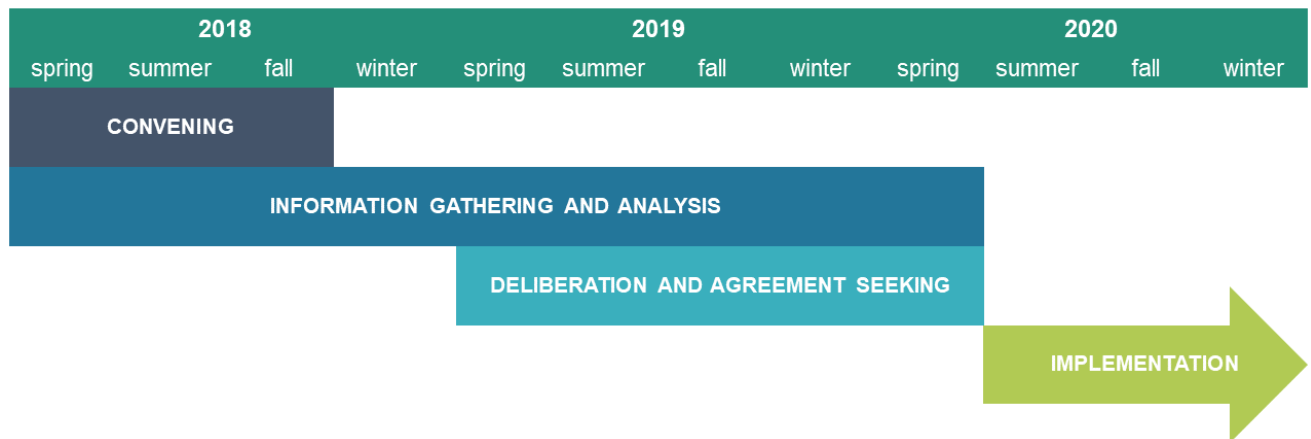 2018 2019 2020
spring summer fall winter spring summer fall winter spring summer fall winter
CONVENING
INFORMATION GATHERING AND ANALYSIS
DELIBERATION AND AGREEMENT SEEKING
IMPLEMENTATION